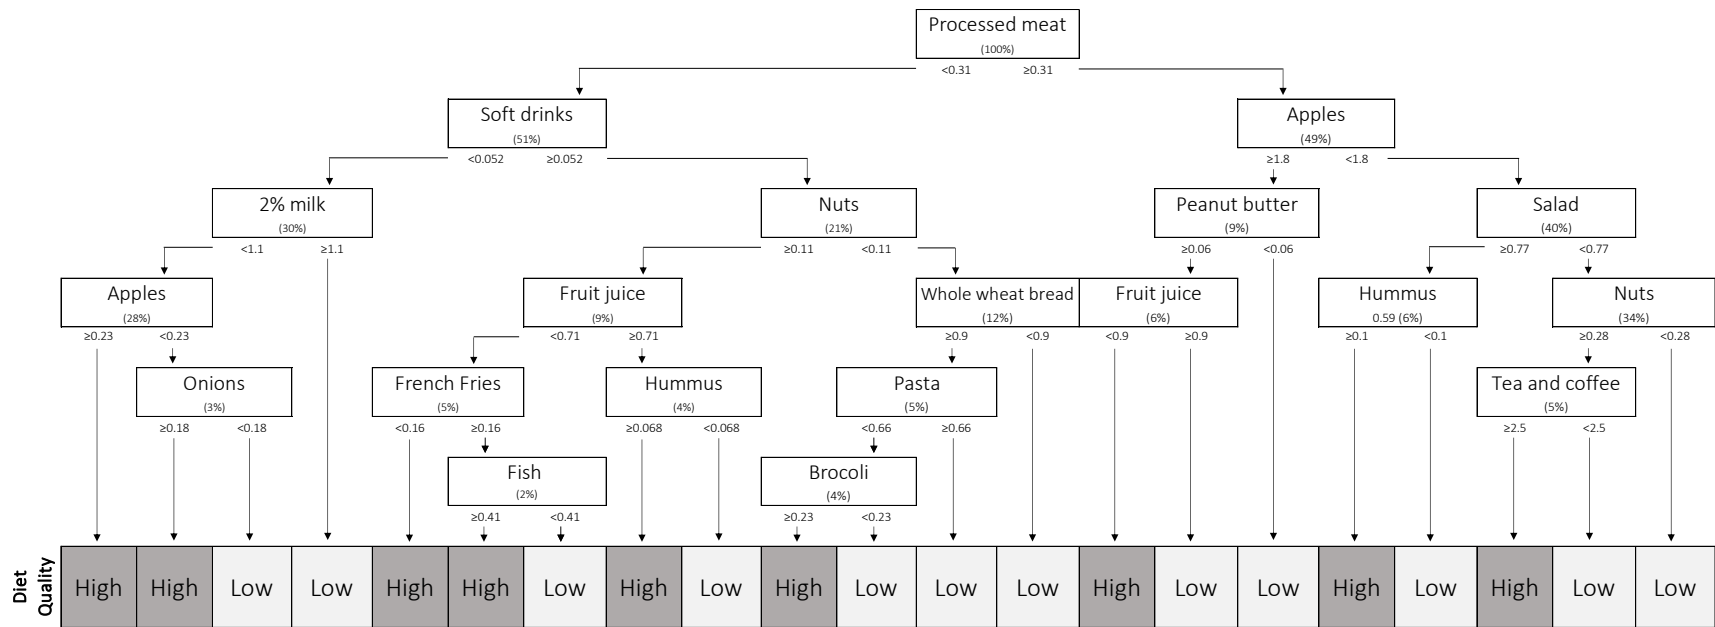 Processed meat
(100%)
<0.31 ≥0.31
Soft drinks
(51%)
Apples
(49%)
<0.052 ≥0.052
≥1.8 <1.8
2% milk
(30%)
Nuts
(21%)
Peanut butter
(9%)
Salad
(40%)
<1.1 ≥1.1
≥0.11 <0.11
≥0.06 <0.06
≥0.77 <0.77
Apples
(28%)
Fruit juice
(9%)
Whole wheat bread
(12%)
Fruit juice
(6%)
Hummus
0.59 (6%)
Nuts
(34%)
≥0.23 <0.23
<0.71 ≥0.71
≥0.9 <0.9
<0.9 ≥0.9
≥0.1 <0.1
≥0.28 <0.28
Onions
(3%)
French Fries
(5%)
Hummus
(4%)
Pasta
(5%)
Tea and coffee
(5%)
≥0.18 <0.18
<0.16 ≥0.16
≥0.068 <0.068
<0.66 ≥0.66
≥2.5 <2.5
Fish
(2%)
Brocoli
(4%)
≥0.41 <0.41
≥0.23 <0.23
Diet
Quality
High High Low Low High High Low High Low High Low Low Low High Low Low High Low High Low Low